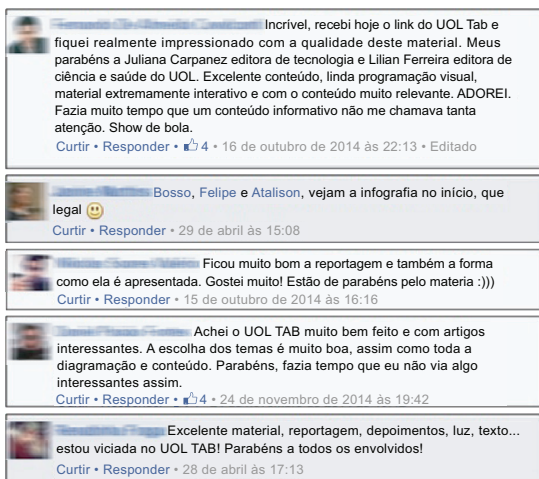 Incrível, recebi hoje o link do UOL Tab e
fiquei realmente impressionado com a qualidade deste material. Meus
parabéns a Juliana Carpanez editora de tecnologia e Lilian Ferreira editora de
ciência e saúde do UOL. Excelente conteúdo, linda programação visual,
material extremamente interativo e com o conteúdo muito relevante. ADOREI.
Fazia muito tempo que um conteúdo informativo não me chamava tanta
atenção. Show de bola.
Curtir • Responder • 4 • 16 de outubro de 2014 às 22:13 • Editado
Bosso, Felipe e Atalison, vejam a infografia no início, que
legal
Curtir • Responder • 29 de abril às 15:08
Ficou muito bom a reportagem e também a forma
como ela é apresentada. Gostei muito! Estão de parabéns pelo materia :)))
Curtir • Responder • 15 de outubro de 2014 às 16:16
Achei o UOL TAB muito bem feito e com artigos
interessantes. A escolha dos temas é muito boa, assim como toda a
diagramação e conteúdo. Parabéns, fazia tempo que eu não via algo
interessantes assim.
Curtir • Responder • 4 • 24 de novembro de 2014 às 19:42
Excelente material, reportagem, depoimentos, luz, texto...
estou viciada no UOL TAB! Parabéns a todos os envolvidos!
Curtir • Responder • 28 de abril às 17:13